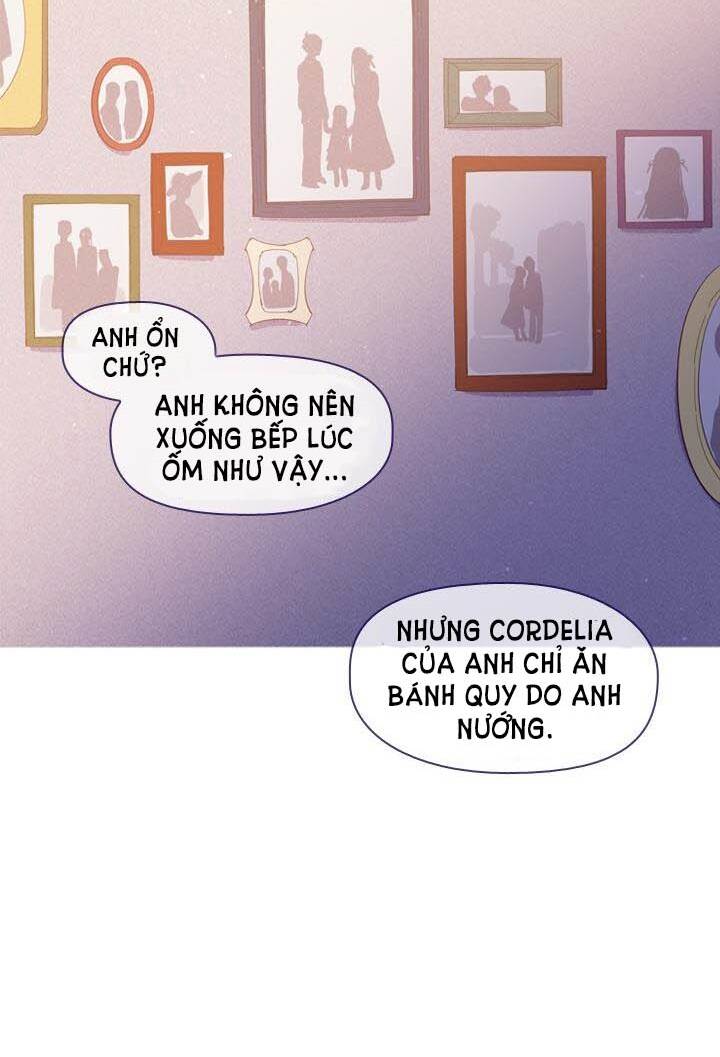 ANH ỔN
CHỨ?
ANH KHÔNG NÊN
XUỐNG BẾP LÚC
ỐM NHƯ VẬY...
NHƯNG CORDELIA
CỦA ANH CHỈ ĂN
BÁNH QUY DO ANH
NƯỚNG.